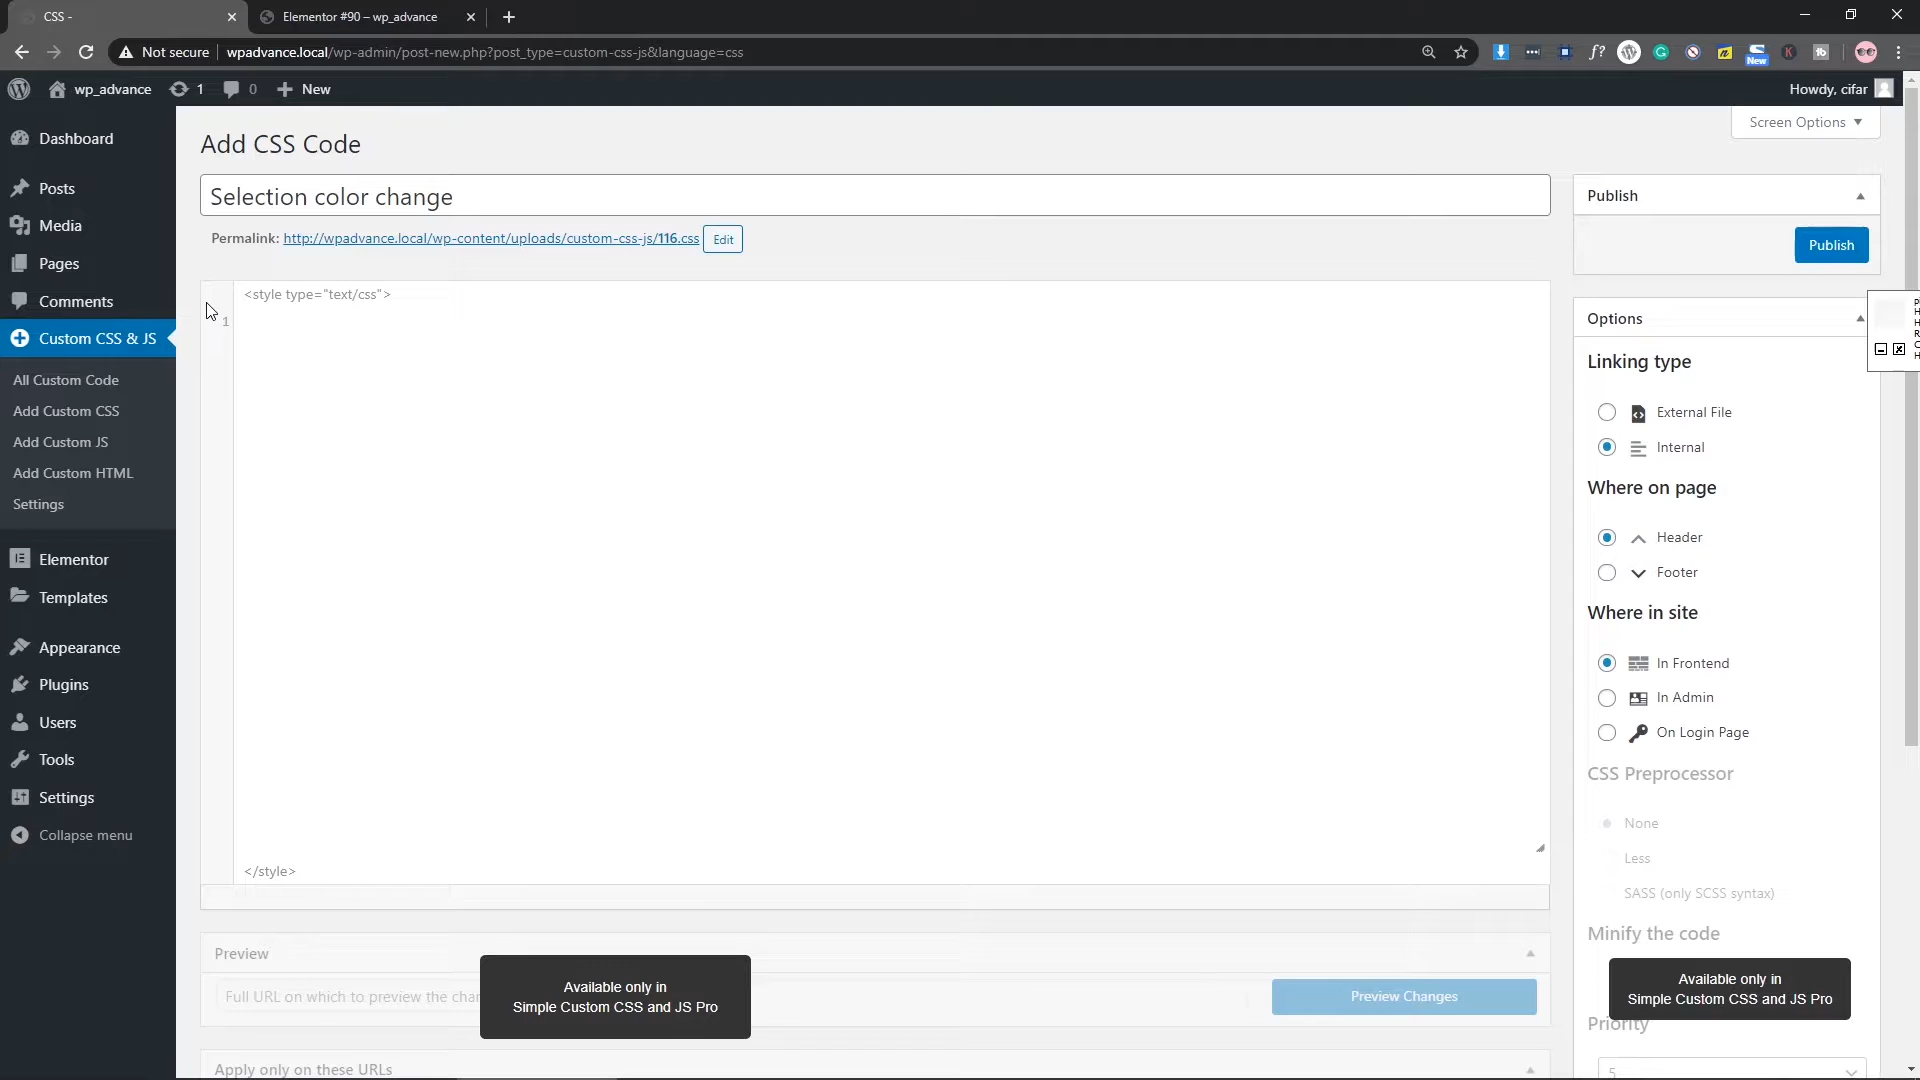 CSS -
Elementor #90 – wp_advance
Not secure
wpadvance.local/wp-admin/post-new.php?post_type=custom-css-js&language=css
f?
New
wp_advance
1
0
New
Howdy, cifar
Screen Options
Dashboard
Posts
Media
Pages
Comments
Custom CSS & JS
All Custom Code
Add Custom CSS
Add Custom JS
Add Custom HTML
Settings
Elementor
Templates
Appearance
Plugins
Users
Tools
Settings
Collapse menu
Add CSS Code
Selection color change
Permalink: http://wpadvance.local/wp-content/uploads/custom-css-js/116.css Edit
<style type="text/css">
1
</style>
Preview
Full URL on which to preview the
Available only in
Simple Custom CSS and JS Pro
Preview Changes
Apply only on these URLs
Publish
Publish
Options
Linking type
External File
Internal
Where on page
Header
Footer
Where in site
In Frontend
In Admin
On Login Page
CSS Preprocessor
None
Less
SASS (only SCSS syntax)
Minify the code
Available only in
Simple Custom CSS and JS Pro
Priority
5